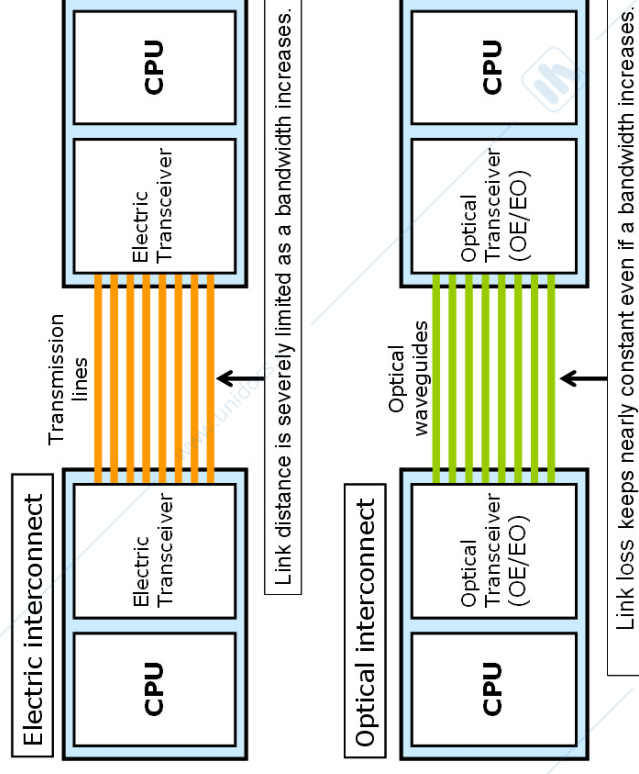 Electric interconnect
CPU
Electric
Transceiver
Transmission
lines
Electric
Transceiver
CPU
Link distance is severely limited as a bandwidth increases.
Optical interconnect
CPU
Optical
Transceiver
(OE/EO)
Optical
waveguides
Optical
Transceiver
(OE/EO)
CPU
Link loss keeps nearly constant even if a bandwidth increases.